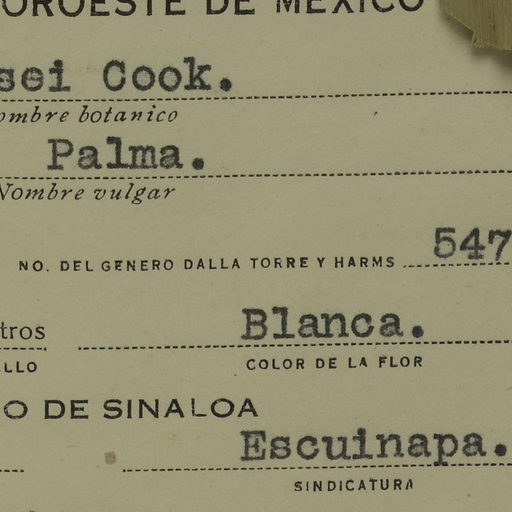 OROESTE DE MEXICO
sei Cook.
ombre botanico
Palma.
Nombre vulgar
NO. DEL GENERO DALLA TORRE Y HARMS 547
tros Blanca.
LLO COLOR DE LA FLOR
O DE SINALOA
Escuinapa.
SINDICATURA